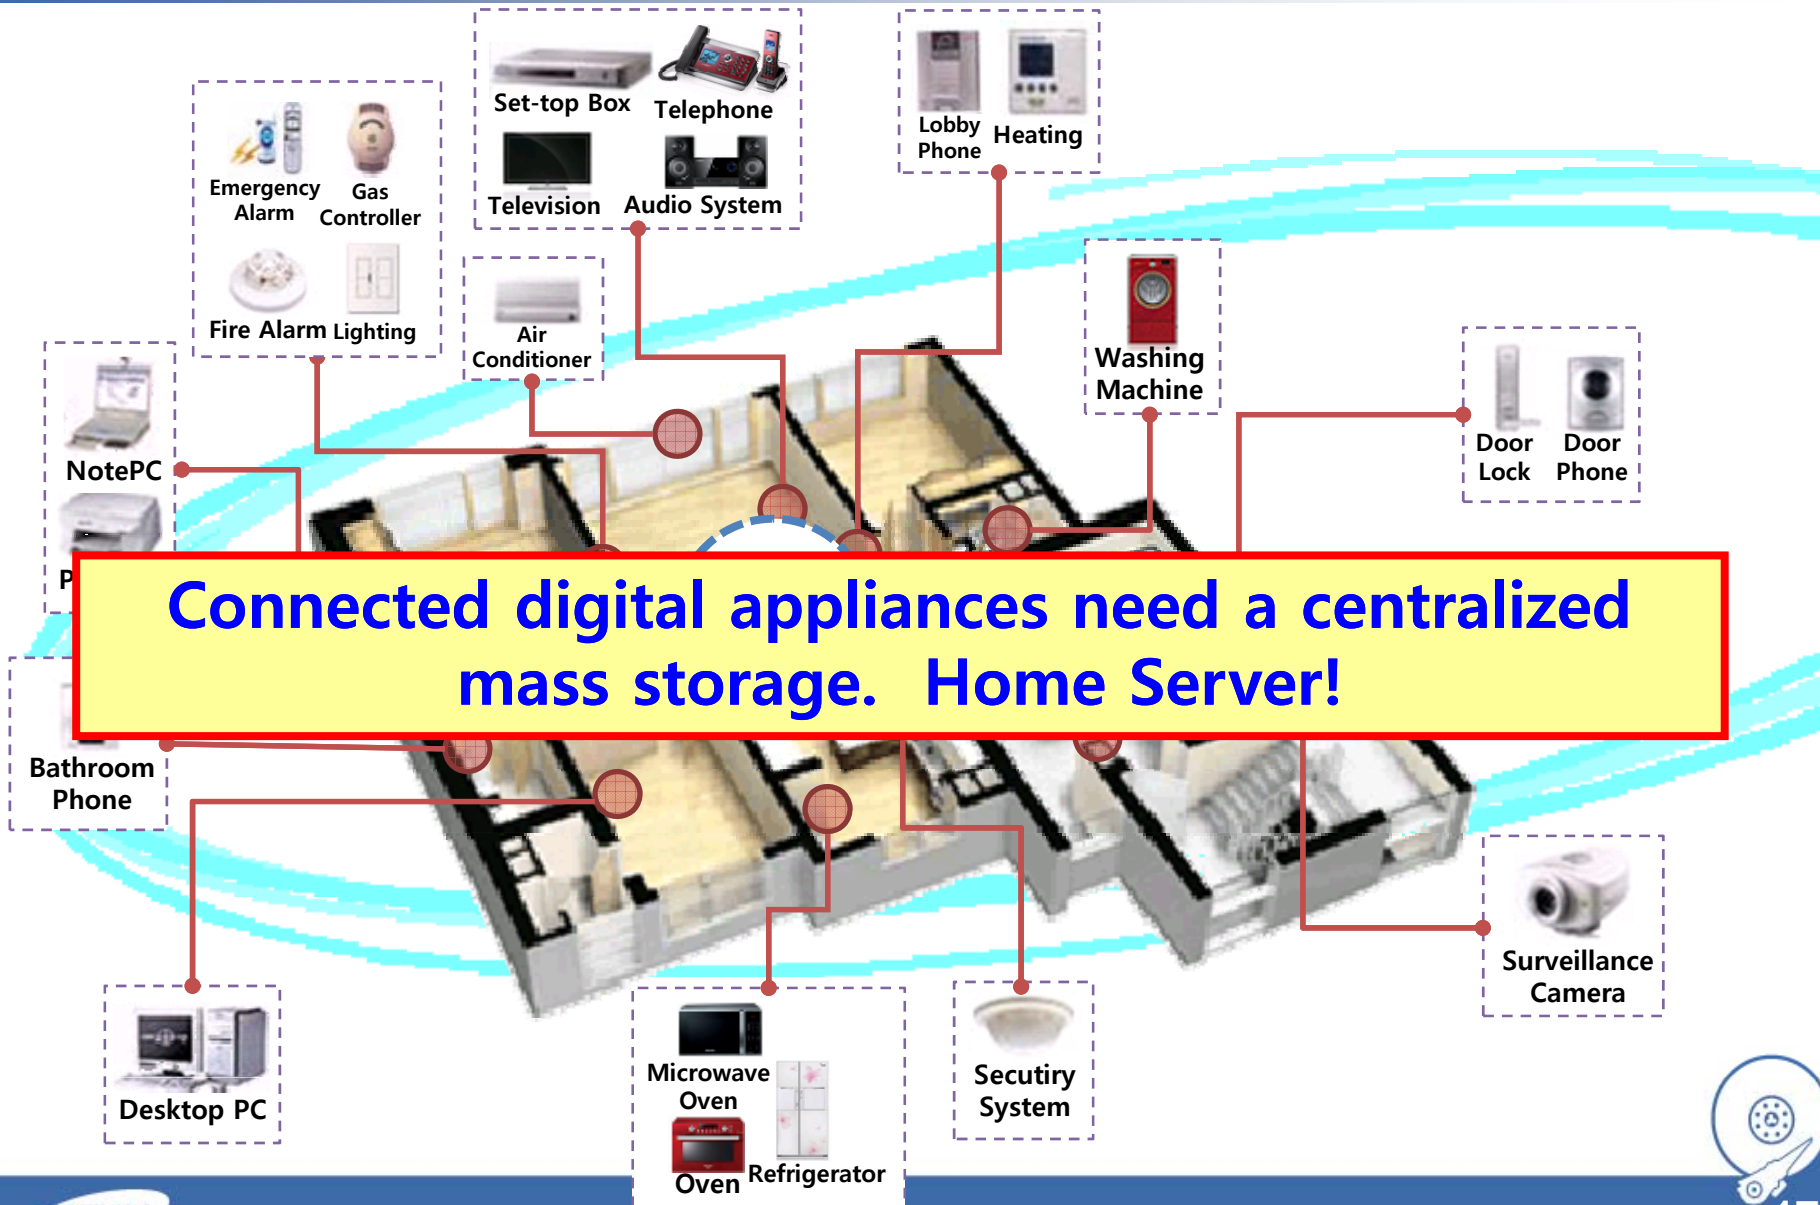 Set-top Box
Telephone
Television
Audio System
Lobby
Phone
Heating
Emergency
Alarm
Gas
Controller
Fire Alarm
Lighting
Air
Conditioner
Washing
Machine
Door
Lock
Door
Phone
NotePC
Connected digital appliances need a centralized
mass storage.  Home Server!
Bathroom
Phone
Surveillance
Camera
Desktop PC
Microwave
Oven
Oven
Refrigerator
Secutiry
System